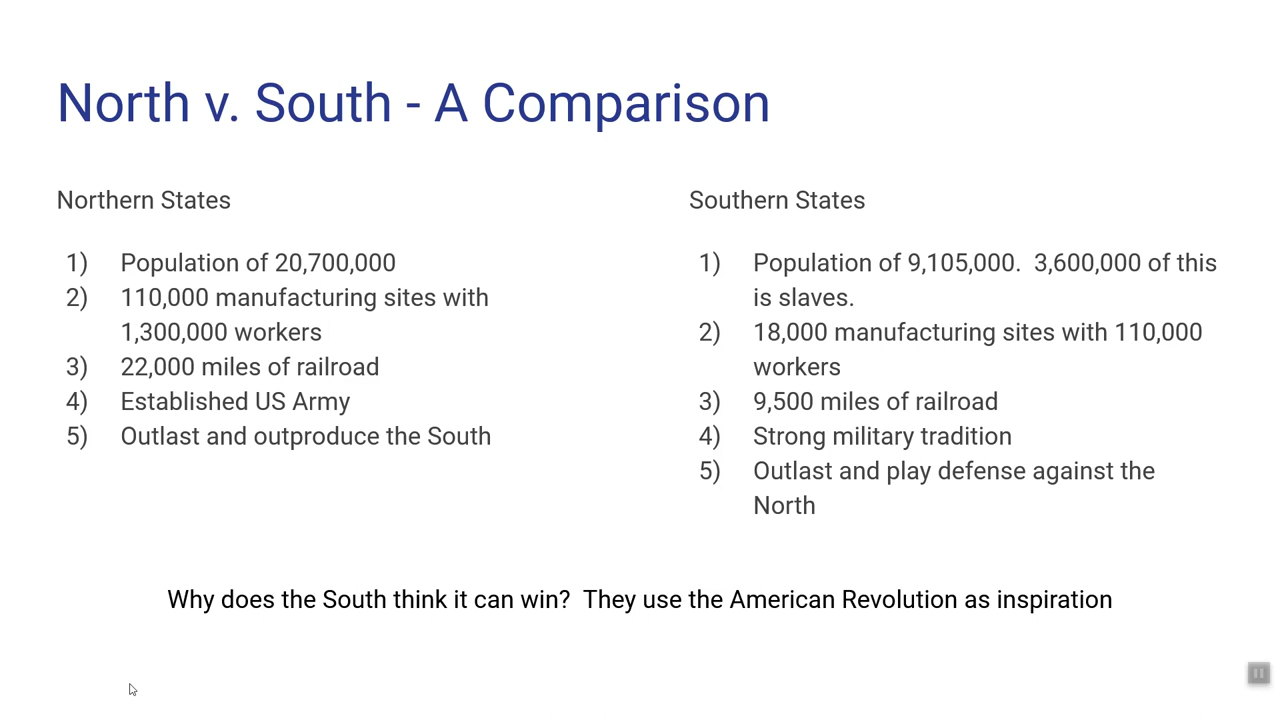 North v. South - A Comparison
Northern States
1) Population of 20,700,000
2) 110,000 manufacturing sites with
1,300,000 workers
3) 22,000 miles of railroad
4) Established US Army
5) Outlast and outproduce the South
Southern States
1) Population of 9,105,000.  3,600,000 of this
is slaves.
2) 18,000 manufacturing sites with 110,000
workers
3) 9,500 miles of railroad
4) Strong military tradition
5) Outlast and play defense against the
North
Why does the South think it can win?  They use the American Revolution as inspiration